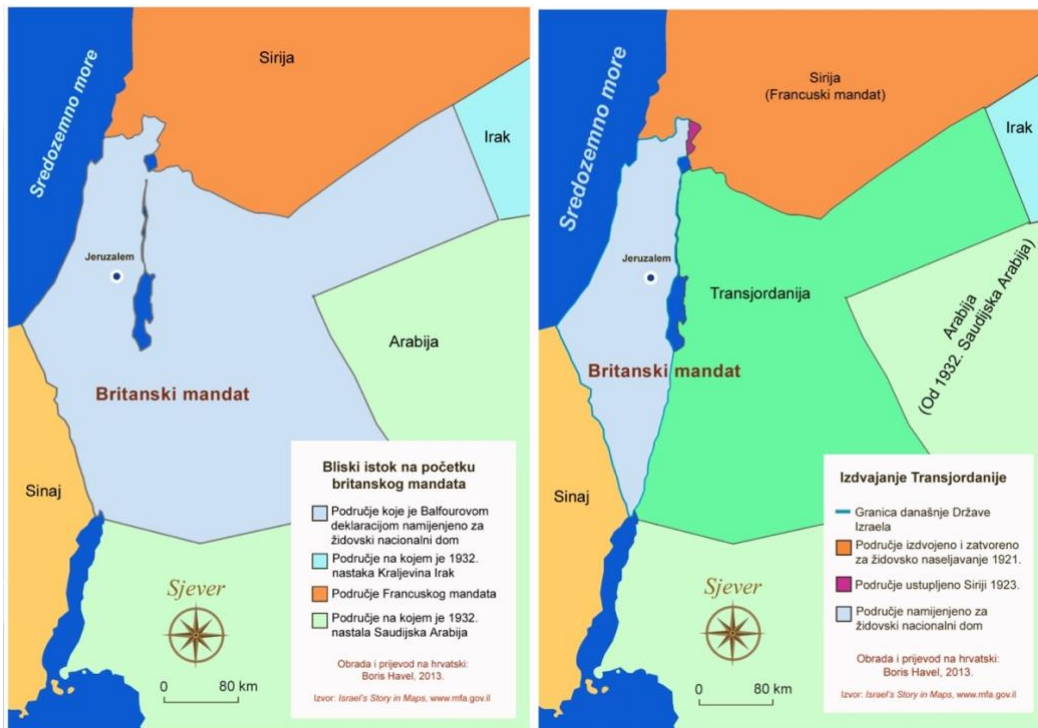 Sredozemno more
Sirija
Irak
Jeruzalem
Arabija
Britanski mandat
Sinaj
Sjever
0 80 km
Bliski istok na početku
britanskog mandata
Područje koje je Balfourovom
deklaracijom namijenjeno za
židovski nacionalni dom
Područje na kojem je 1932.
nastaka Kraljevina Irak
Područje Francuskog mandata
Područje na kojem je 1932.
nastala Saudijska Arabija
Obrada i prijevod na hrvatski:
Boris Havel, 2013.
Izvor: Israel's Story in Maps, www.mfa.gov.il
Sredozemno more
Sirija
(Francuski mandat)
Irak
Jeruzalem
Transjordanija
Arabija
(Od 1932. Saudijska Arabija)
Britanski mandat
Sinaj
Sjever
0 80 km
Izdvajanje Transjordanije
Granica današnje Države
Izraela
Područje izdvojeno i zatvoreno
za židovsko naseljavanje 1921.
Područje ustupljeno Siriji 1923.
Područje namijenjeno za
židovski nacionalni dom
Obrada i prijevod na hrvatski:
Boris Havel, 2013.
Izvor: Israel's Story in Maps, www.mfa.gov.il